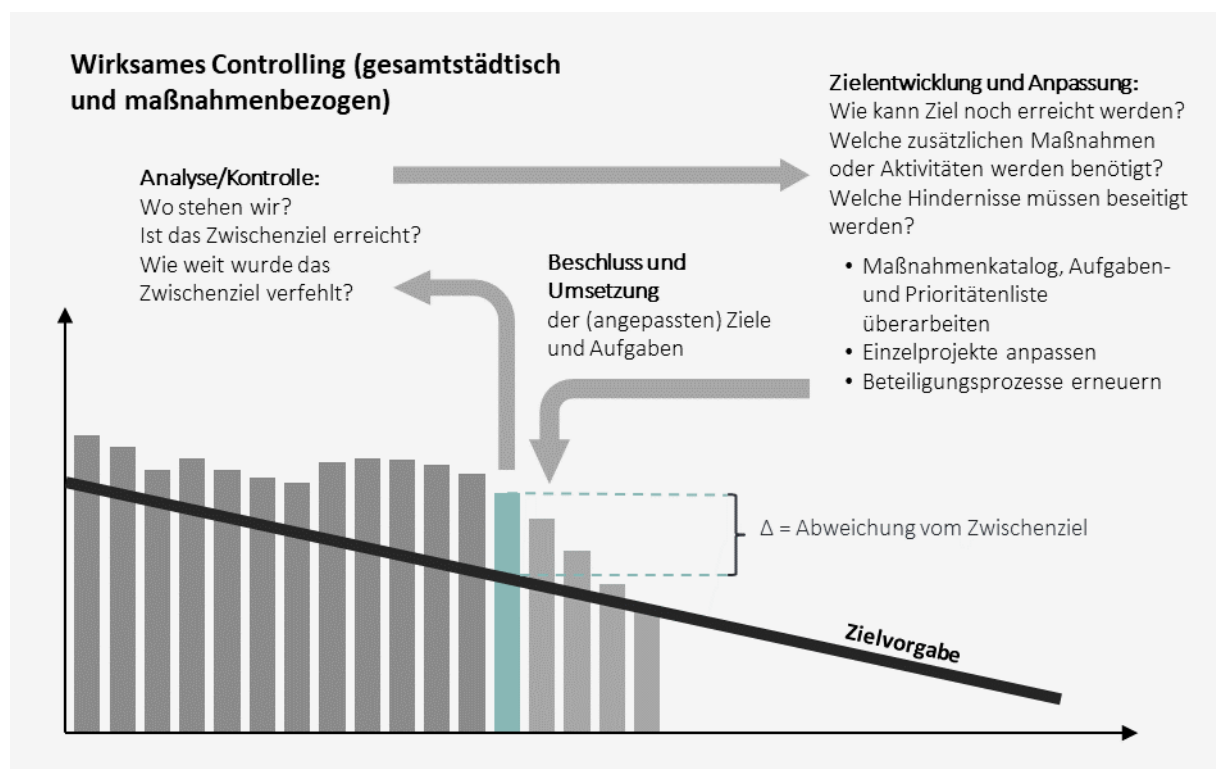 Wirksames Controlling (gesamtstädtisch
und maßnahmenbezogen)
Analyse/Kontrolle:
Wo stehen wir?
Ist das Zwischenziel erreicht?
Wie weit wurde das
Zwischenziel verfehlt?
Zielentwicklung und Anpassung:
Wie kann Ziel noch erreicht werden?
Welche zusätzlichen Maßnahmen
oder Aktivitäten werden benötigt?
Welche Hindernisse müssen beseitigt
werden?
• Maßnahmenkatalog, Aufgaben-
und Prioritätenliste
überarbeiten
• Einzelprojekte anpassen
• Beteiligungsprozesse erneuern
Beschluss und
Umsetzung
der (angepassten) Ziele
und Aufgaben
Δ = Abweichung vom Zwischenziel
Zielvorgabe